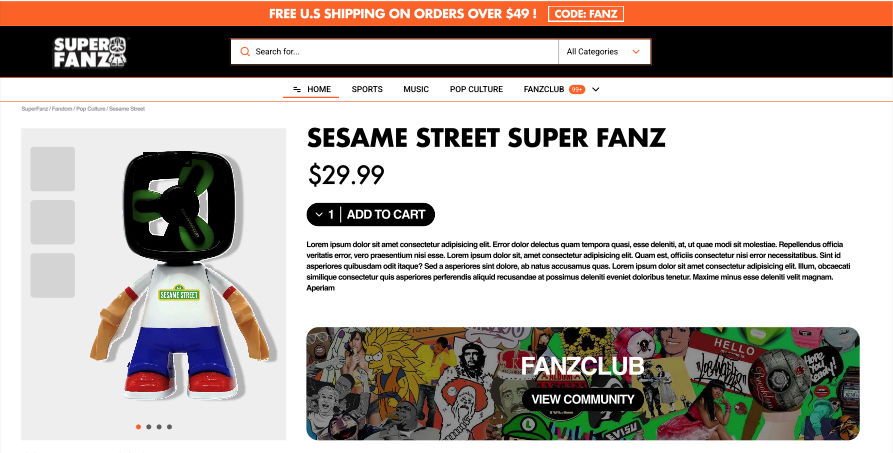 FREE U.S SHIPPING ON ORDERS OVER $49 ! CODE: FANZ
SUPER
FANZ
Search for...
All Categories
HOME SPORTS MUSIC POP CULTURE FANZCLUB 99+
SuperFanz / Fandom / Pop Culture / Sesame Street
SESAME STREET SUPER FANZ
$29.99
1 ADD TO CART
Lorem ipsum dolor sit amet consectetur adipisicing elit. Error dolor delectus quam tempora quasi, esse deleniti, at, ut quae modi sit molestiae. Repellendus officia
veritatis error, vero praesentium nisi esse. Lorem ipsum dolor sit, amet consectetur adipisicing elit. Quam est, officiis consectetur nisi error necessitatibus. Sint id
asperiores quibusdam odit itaque? Sed a asperiores sint dolore, ab natus accusamus quas. Lorem ipsum dolor sit amet consectetur adipisicing elit. Illum, obcaecati
similique consectetur quis asperiores perferendis aliquid recusandae at possimus deleniti eveniet doloribus tenetur. Maxime minus esse deleniti velit magnam.
Aperiam
SESAME STREET
FANZCLUB
VIEW COMMUNITY
HELLO
EVISU
L